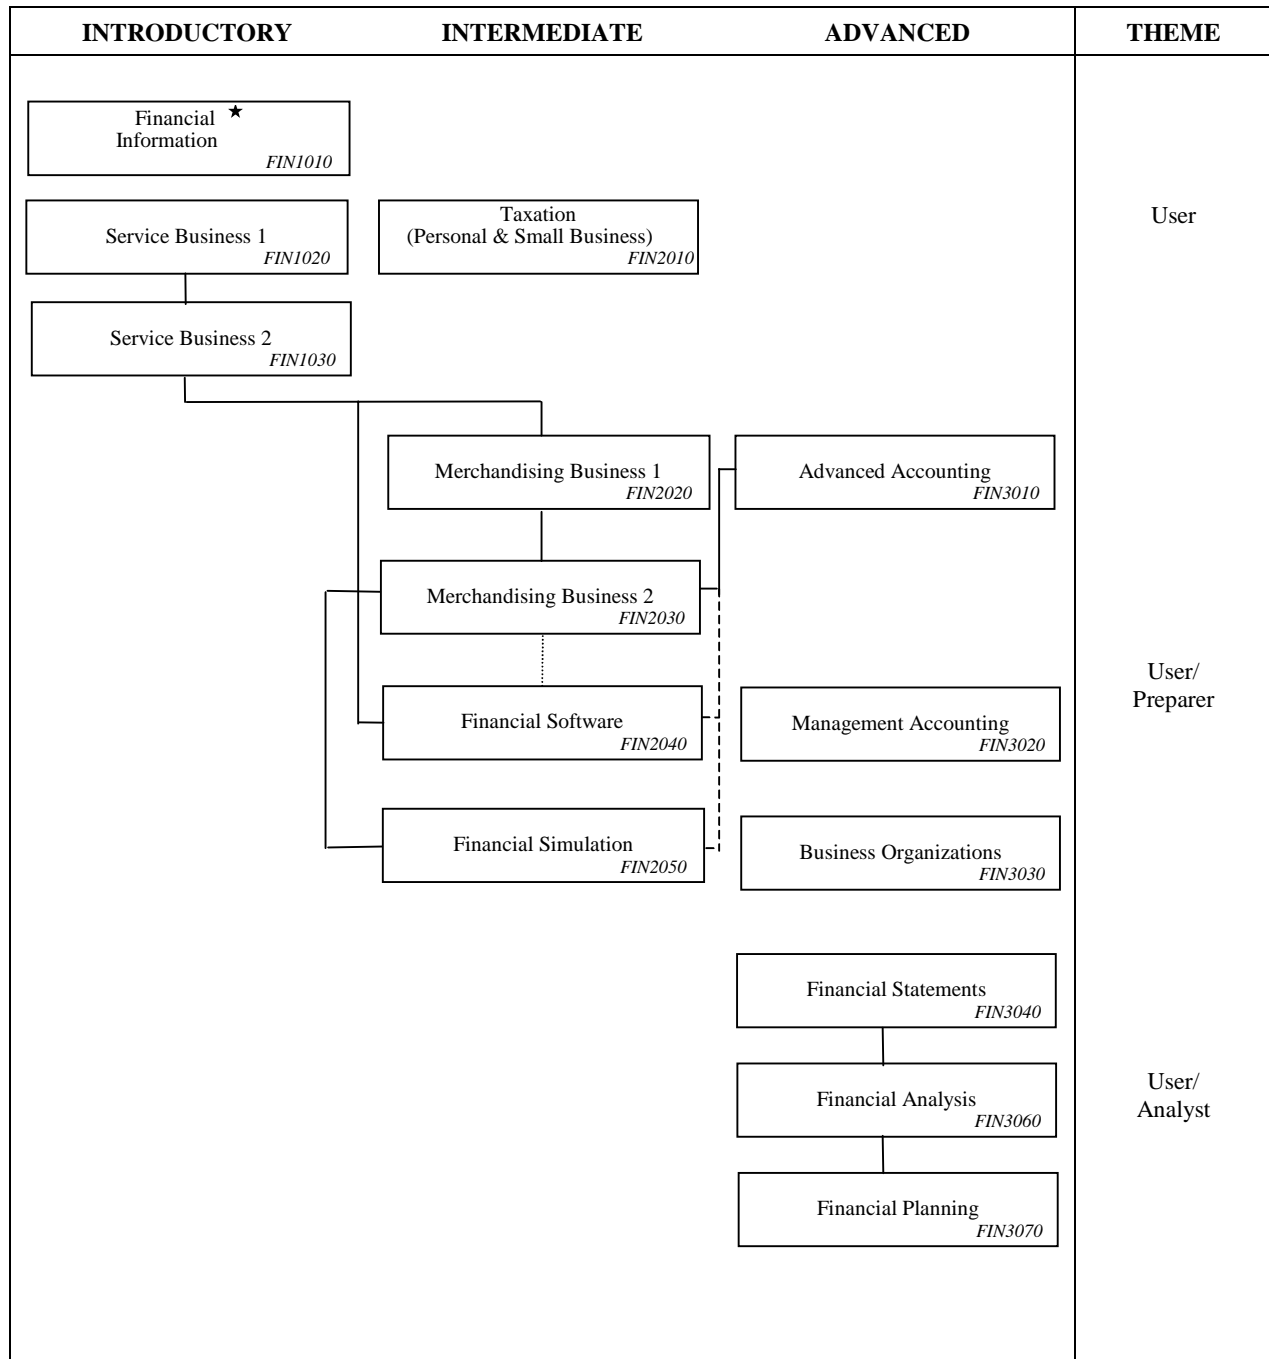 INTRODUCTORY INTERMEDIATE ADVANCED THEME
Financial ★
Information
FIN1010
Service Business 1
FIN1020
Taxation
(Personal & Small Business)
FIN2010
User
Service Business 2
FIN1030
Merchandising Business 1
FIN2020
Advanced Accounting
FIN3010
Merchandising Business 2
FIN2030
User/
Preparer
Financial Software
FIN2040
Management Accounting
FIN3020
Financial Simulation
FIN2050
Business Organizations
FIN3030
Financial Statements
FIN3040
Financial Analysis
FIN3060
User/
Analyst
Financial Planning
FIN3070